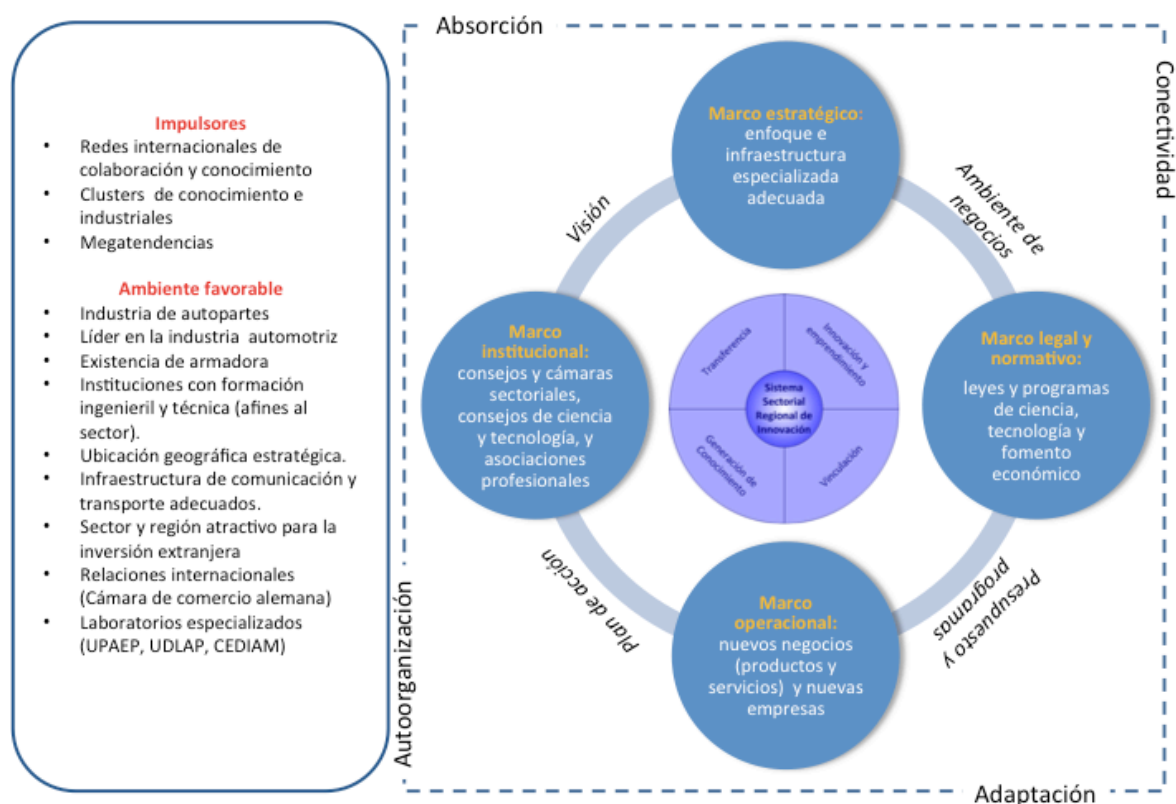 Impulsores
• Redes internacionales de
colaboración y conocimiento
• Clusters de conocimiento e
industriales
• Megatendencias
Ambiente favorable
• Industria de autopartes
• Líder en la industria automotriz
• Existencia de armadora
• Instituciones con formación
ingenieril y técnica (afines al
sector).
• Ubicación geográfica estratégica.
• Infraestructura de comunicación y
transporte adecuados.
• Sector y región atractivo para la
inversión extranjera
• Relaciones internacionales
(Cámara de comercio alemana)
• Laboratorios especializados
(UPAEP, UDLAP, CEDIAM)
Absorción
Conectividad
Marco estratégico:
enfoque e
infraestructura
especializada
adecuada
Visión
Ambiente de
negocios
Marco
institucional:
consejos y cámaras
sectoriales,
consejos de ciencia
y tecnología, y
asociaciones
profesionales
Transferencia
Innovación y
emprendimiento
Sistema
Sectorial
Regional de
Innovación
Generación de
Conocimiento
Vinculación
Marco legal y
normativo:
leyes y programas
de ciencia,
tecnología y
fomento
económico
Plan de acción
Presupuesto y
programas
Marco
operacional:
nuevos negocios
(productos y
servicios) y nuevas
empresas
Autoorganización
Adaptación